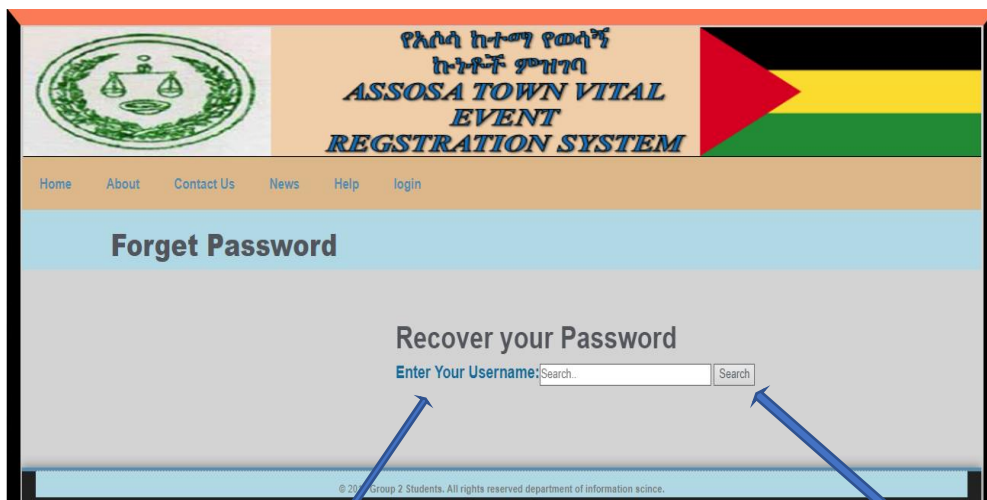 የአሶሳ ከተማ የወሳኝ
ኩነቶች ምዝገባ
ASSOSA TOWN VITAL
EVENT
REGSTRATION SYSTEM
Home About Contact Us News Help login
Forget Password
Recover your Password
Enter Your Username: Search.. Search
Group 2 Students. All rights reserved department of information scince.